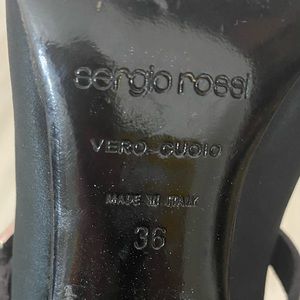 sergio rossi
VERO CUOIO
MADE IN ITALY
36